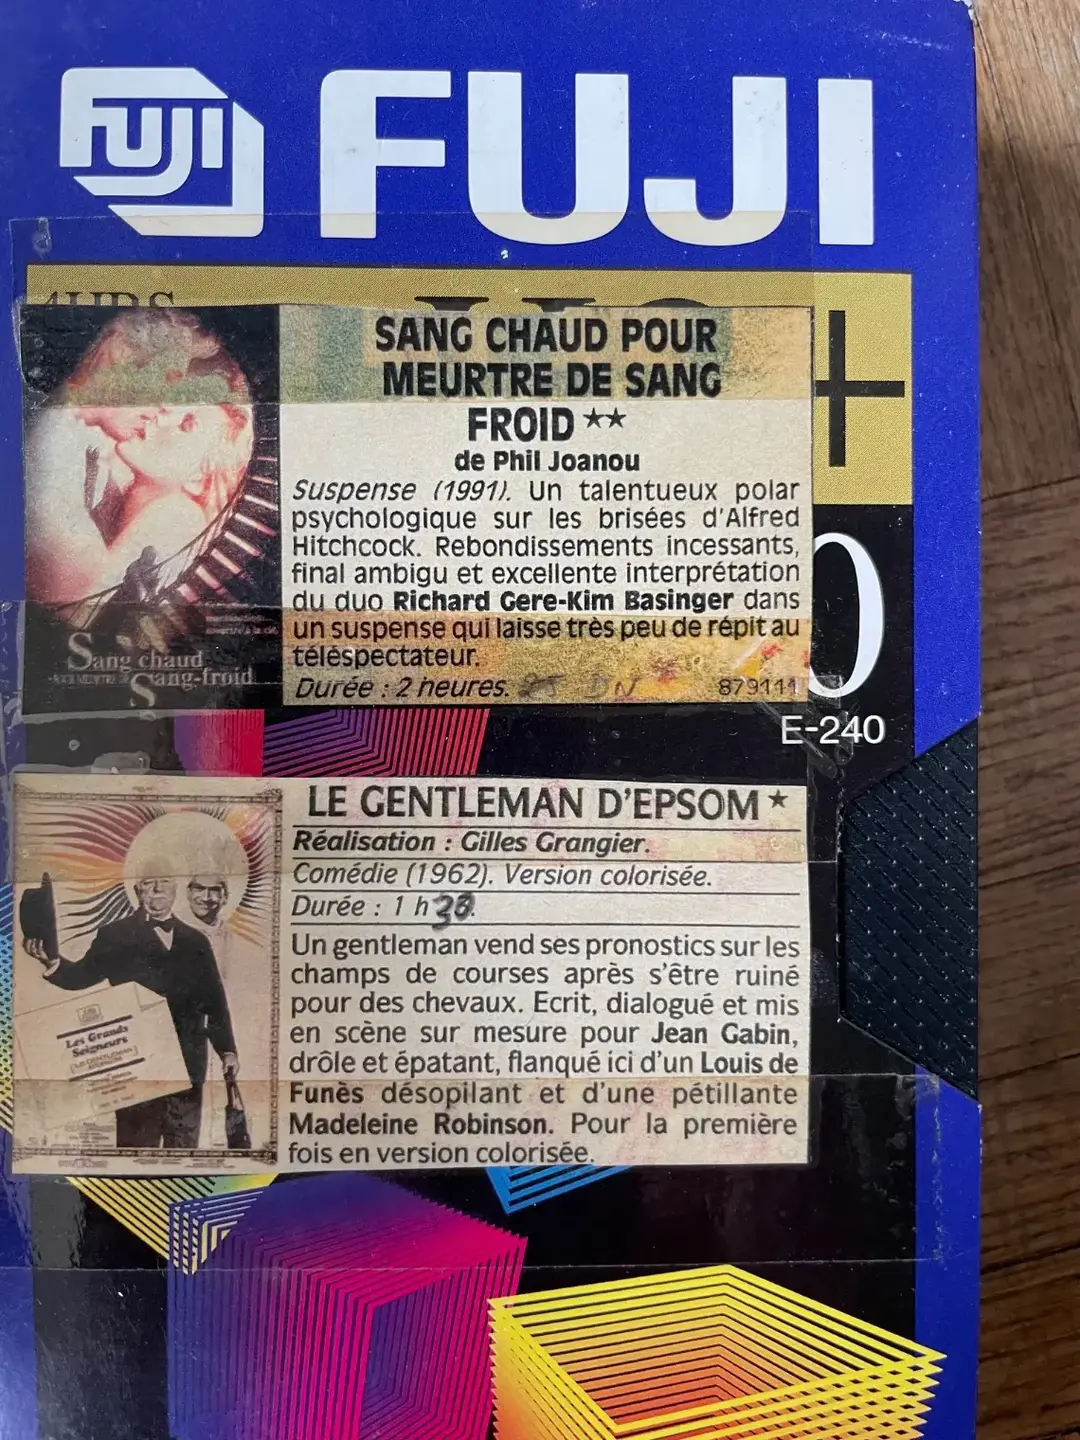 FUJI
FUJI
4HRS
+
SANG CHAUD POUR
MEURTRE DE SANG
FROID ★★
de Phil Joanou
Suspense (1991). Un talentueux polar
psychologique sur les brisées d'Alfred
Hitchcock. Rebondissements incessants,
final ambigu et excellente interprétation
du duo Richard Gere-Kim Basinger dans
un suspense qui laisse très peu de répit au
téléspectateur.
Durée : 2 heures.
879111
Sang chaud
Sang-froid
0
E-240
LE GENTLEMAN D'EPSOM ★
Réalisation : Gilles Grangier.
Comédie (1962). Version colorisée.
Durée : 1 h
Un gentleman vend ses pronostics sur les
champs de courses après s'être ruiné
pour des chevaux. Ecrit, dialogué et mis
en scène sur mesure pour Jean Gabin,
drôle et épatant, flanqué ici d'un Louis de
Funès désopilant et d'une pétillante
Madeleine Robinson. Pour la première
fois en version colorisée.
Les Grands
Seigneurs